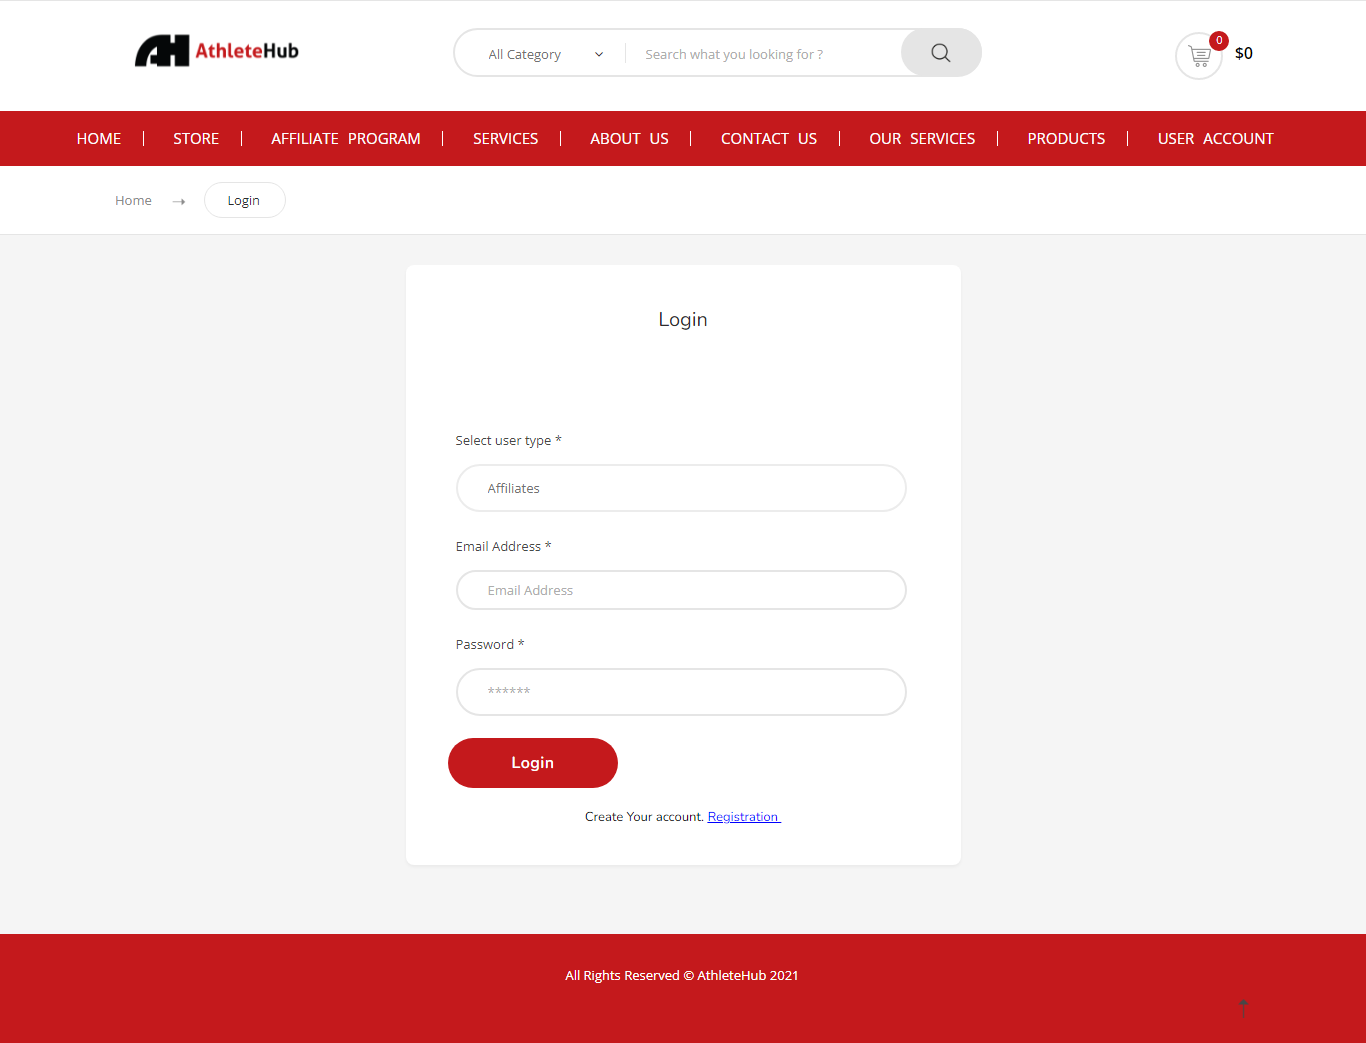 AH AthleteHub
All Category
Search what you looking for ?
0
$0
HOME
STORE
AFFILIATE PROGRAM
SERVICES
ABOUT US
CONTACT US
OUR SERVICES
PRODUCTS
USER ACCOUNT
Home
Login
Login
Select user type *
Affiliates
Email Address *
Email Address
Password *
******
Login
Create Your account. Registration
All Rights Reserved © AthleteHub 2021